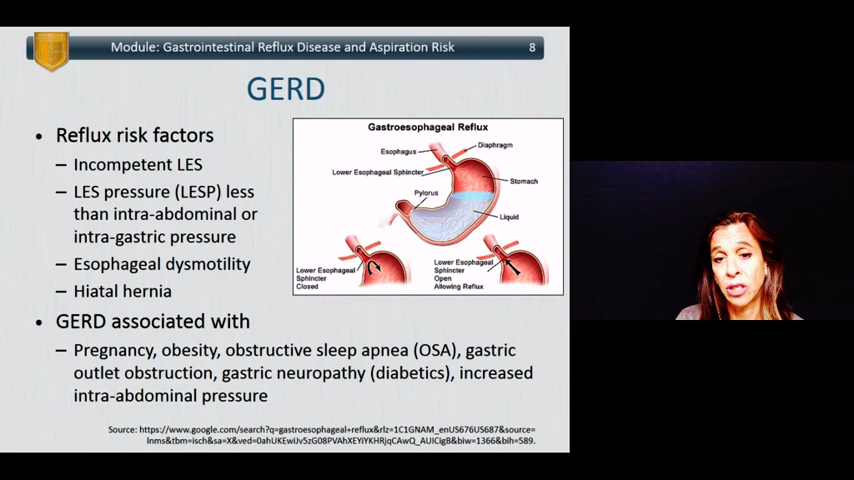 Module: Gastrointestinal Reflux Disease and Aspiration Risk 8
GERD
• Reflux risk factors
– Incompetent LES
– LES pressure (LESP) less
than intra-abdominal or
intra-gastric pressure
– Esophageal dysmotility
– Hiatal hernia
Gastroesophageal Reflux
Diaphragm
Esophagus
Lower Esophageal Sphincter
Stomach
Pylorus
Liquid
Lower Esophageal
Sphincter
Closed
Lower Esophageal
Sphincter
Open
Allowing Reflux
• GERD associated with
– Pregnancy, obesity, obstructive sleep apnea (OSA), gastric
outlet obstruction, gastric neuropathy (diabetics), increased
intra-abdominal pressure
Source: https://www.google.com/search?q=gastroesophageal+reflux&rlz=1C1GNAM_enUS676US687&source=
lnms&tbm=isch&sa=X&ved=0ahUKEwiJv5zG08PVAhXEYiYKHRjqCAwQ_AUICigB&biw=1366&bih=589.